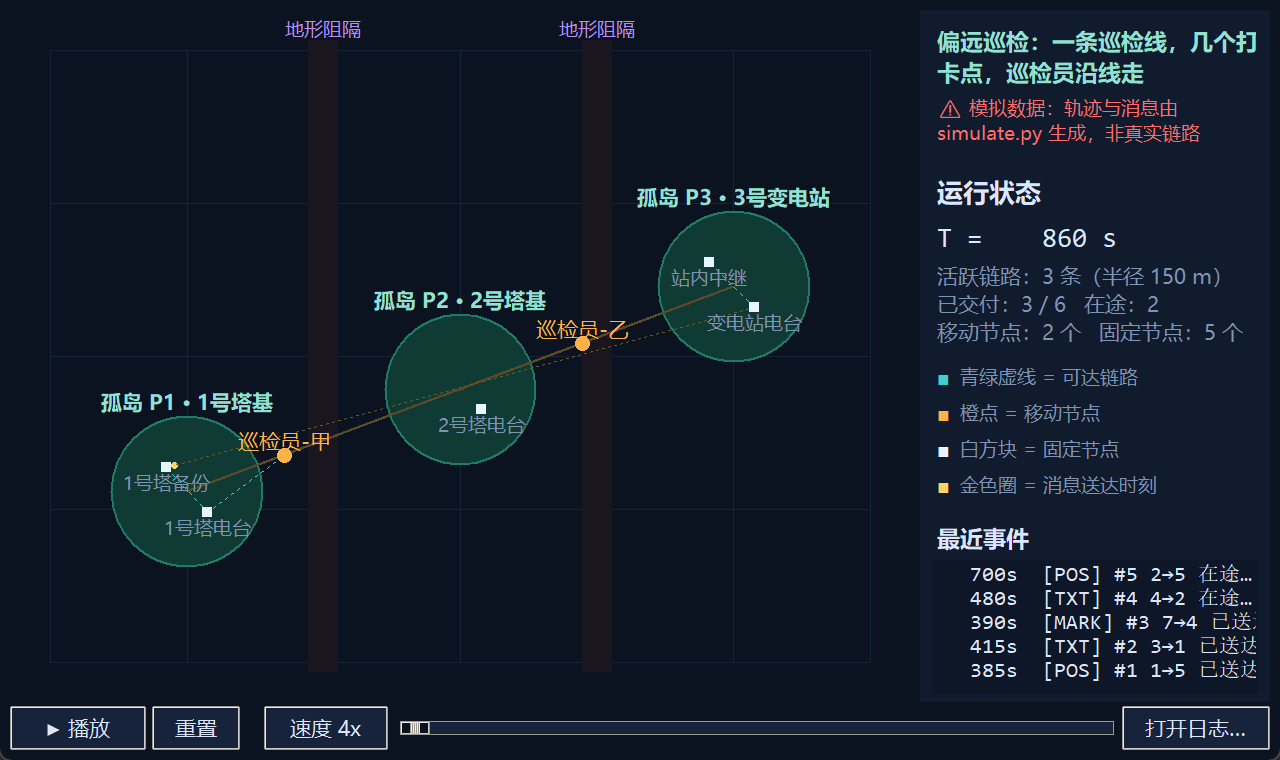 地形阻隔
地形阻隔
孤岛 P3 • 3号变电站
站内中继
变电站电台
孤岛 P2 • 2号塔基
巡检员-乙
2号塔电台
孤岛 P1 • 1号塔基
巡检员-甲
1号塔备份
1号塔电台
偏远巡检：一条巡检线，几个打
卡点，巡检员沿线走
⚠ 模拟数据：轨迹与消息由
simulate.py 生成，非真实链路
运行状态
T = 860 s
活跃链路：3 条（半径 150 m）
已交付：3 / 6 在途：2
移动节点：2 个 固定节点：5 个
青绿虚线 = 可达链路
橙点 = 移动节点
白方块 = 固定节点
金色圈 = 消息送达时刻
最近事件
700s [POS] #5 2→5 在途…
480s [TXT] #4 4→2 在途…
390s [MARK] #3 7→4 已送
415s [TXT] #2 3→1 已送达
385s [POS] #1 1→5 已送达
▶ 播放
重置
速度 4x
打开日志...